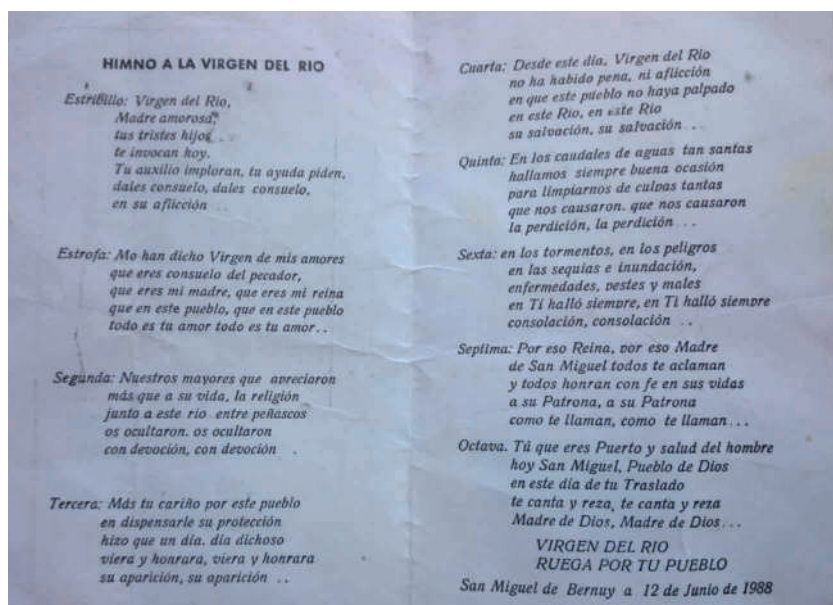 HIMNO A LA VIRGEN DEL RIO
Estribillo: Virgen del Río,
Madre amorosa,
tus tristes hijos
te invocan hoy.
Tu auxilio imploran, tu ayuda piden,
dales consuelo, dales consuelo,
en su aflicción ..
Estrofa: Mo han dicho Virgen de mis amores
que eres consuelo del pecador,
que eres mi madre, que eres mi reina
que en este pueblo, que en este pueblo
todo es tu amor todo es tu amor..
Segunda: Nuestros mayores que apreciaron
más que a su vida, la religión
junto a este río entre peñascos
os ocultaron. os ocultaron
con devoción, con devoción .
Tercera: Más tu cariño por este pueblo
en dispensarle su protección
hizo que un día. día dichoso
viera y honrara, viera y honrara
su aparición, su aparición ..
Cuarta: Desde este día, Virgen del Río
no ha habido pena, ni aflicción
en que este pueblo no haya palpado
en este Río, en este Río
su salvación, su salvación...
Quinta: En los caudales de aguas tan santas
hallamos siempre buena ocasión
para limpiarnos de culpas tantas
que nos causaron. que nos causaron
la perdición, la perdición...
Sexta: en los tormentos, en los peligros
en las sequias e inundación,
enfermedades, pestes y males
en Ti halló siempre, en Ti halló siempre
consolación, consolación ..
Septima: Por eso Reina, por eso Madre
de San Miguel todos te aclaman
y todos honran con fe en sus vidas
a su Patrona, a su Patrona
como te llaman, como te llaman...
Octava. Tú que eres Puerto y salud del hombre
hoy San Miguel, Pueblo de Dios
en este día de tu Traslado
te canta y reza, te canta y reza
Madre de Dios, Madre de Dios...
VIRGEN DEL RIO
RUEGA POR TU PUEBLO
San Miguel de Bernuy a 12 de Junio de 1988